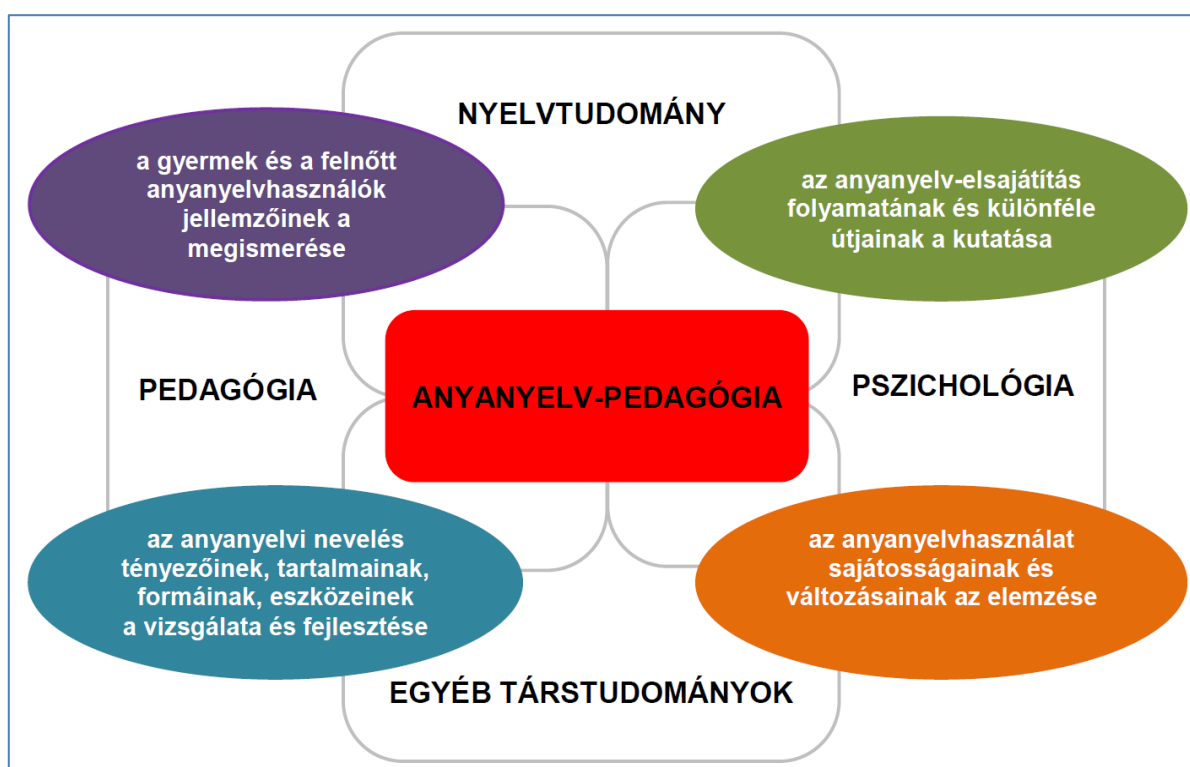 NYELVTUDOMÁNY
a gyermek és a felnőtt
anyanyelvhasználók
jellemzőinek a
megismerése
az anyanyelv-elsajátítás
folyamatának és különféle
útjainak a kutatása
PEDAGÓGIA
ANYANYELV-PEDAGÓGIA
PSZICHOLÓGIA
az anyanyelvi nevelés
tényezőinek, tartalmainak,
formáinak, eszközeinek
a vizsgálata és fejlesztése
az anyanyelvhasználat
sajátosságainak és
változásainak az elemzése
EGYÉB TÁRSTUDOMÁNYOK